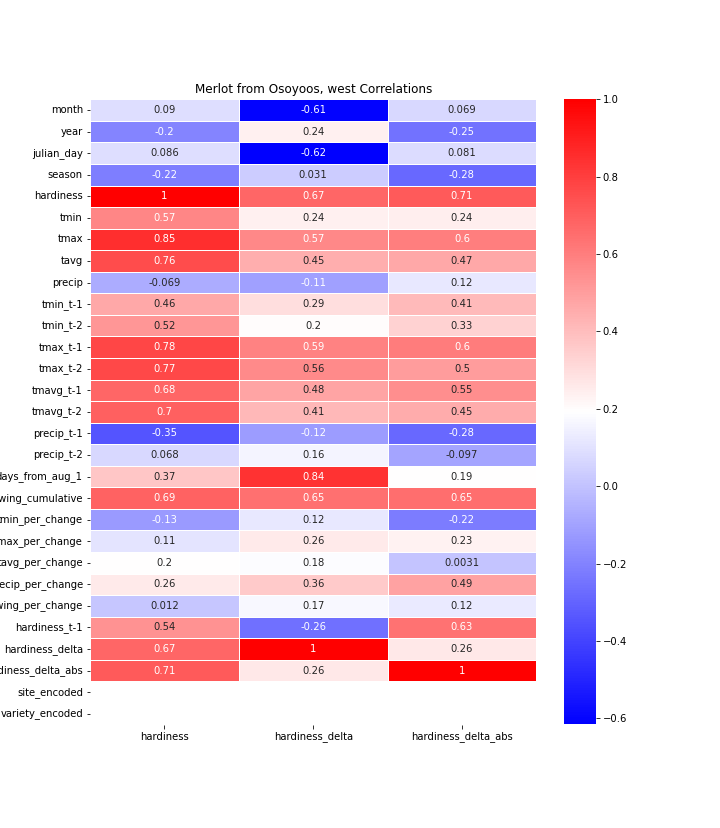 Merlot from Osoyoos, west Correlations
month 0.09 -0.61 0.069
year -0.2 0.24 -0.25
julian_day 0.086 -0.62 0.081
season -0.22 0.031 -0.28
hardiness 1 0.67 0.71
tmin 0.57 0.24 0.24
tmax 0.85 0.57 0.6
tavg 0.76 0.45 0.47
precip -0.069 -0.11 0.12
tmin_t-1 0.46 0.29 0.41
tmin_t-2 0.52 0.2 0.33
tmax_t-1 0.78 0.59 0.6
tmax_t-2 0.77 0.56 0.5
tmavg_t-1 0.68 0.48 0.55
tmavg_t-2 0.7 0.41 0.45
precip_t-1 -0.35 -0.12 -0.28
precip_t-2 0.068 0.16 -0.097
days_from_aug_1 0.37 0.84 0.19
wing_cumulative 0.69 0.65 0.65
tmin_per_change -0.13 0.12 -0.22
max_per_change 0.11 0.26 0.23
tavg_per_change 0.2 0.18 0.0031
ecip_per_change 0.26 0.36 0.49
wing_per_change 0.012 0.17 0.12
hardiness_t-1 0.54 -0.26 0.63
hardiness_delta 0.67 1 0.26
diness_delta_abs 0.71 0.26 1
site_encoded
variety_encoded
hardiness hardiness_delta hardiness_delta_abs
1.0
0.8
0.6
0.4
0.2
0.0
−0.2
−0.4
−0.6